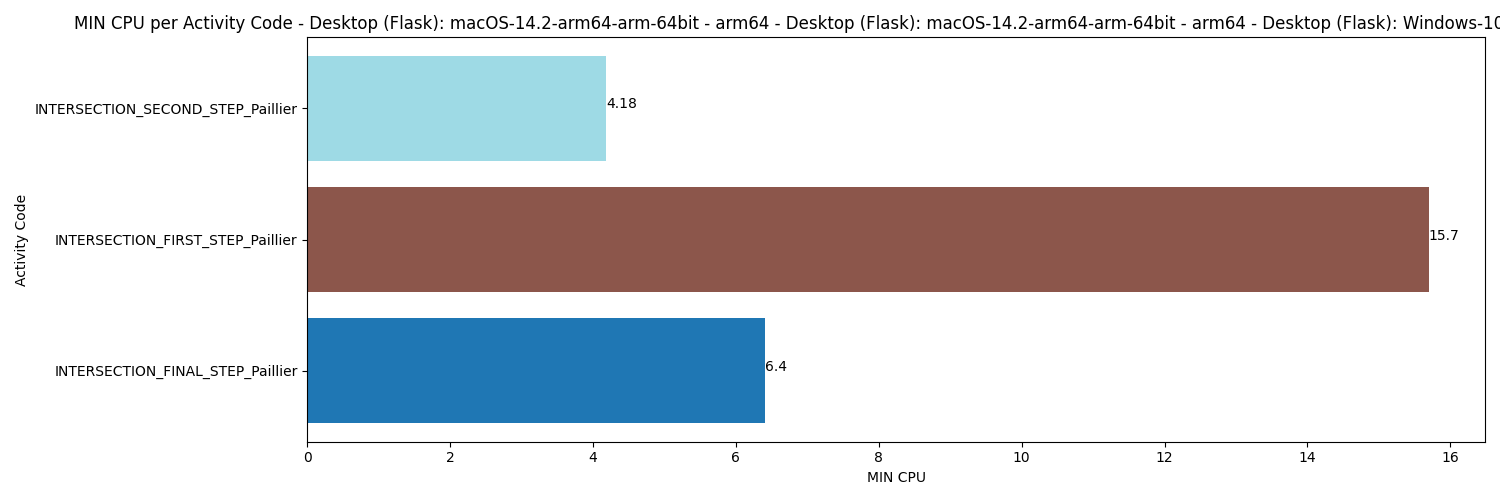 MIN CPU per Activity Code - Desktop (Flask): macOS-14.2-arm64-arm-64bit - arm64 - Desktop (Flask): macOS-14.2-arm64-arm-64bit - arm64 - Desktop (Flask): Windows-10
INTERSECTION_SECOND_STEP_Paillier
4.18
INTERSECTION_FIRST_STEP_Paillier
15.7
INTERSECTION_FINAL_STEP_Paillier
6.4
Activity Code
0 2 4 6 8 10 12 14 16
MIN CPU